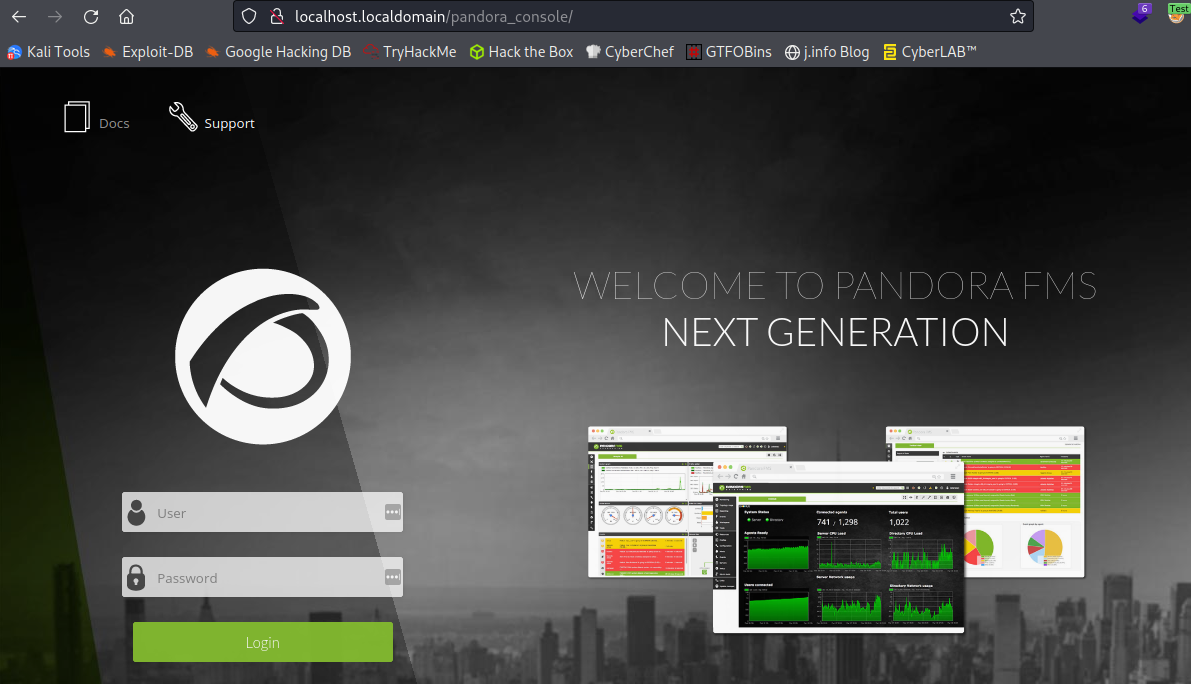 localhost.localdomain/pandora_console/
6
Test
Kali Tools Exploit-DB Google Hacking DB TryHackMe Hack the Box CyberChef GTFOBins j.info Blog CyberLAB™
Docs Support
WELCOME TO PANDORA FMS
NEXT GENERATION
User
Password
Login
System Status
Connected agents
Total users
Server
Directory
741 / 1,298
1,022
Agents Ready
Server CPU Load
Directory CPU Load
Users connected
Server Network usage
Directory Network usage